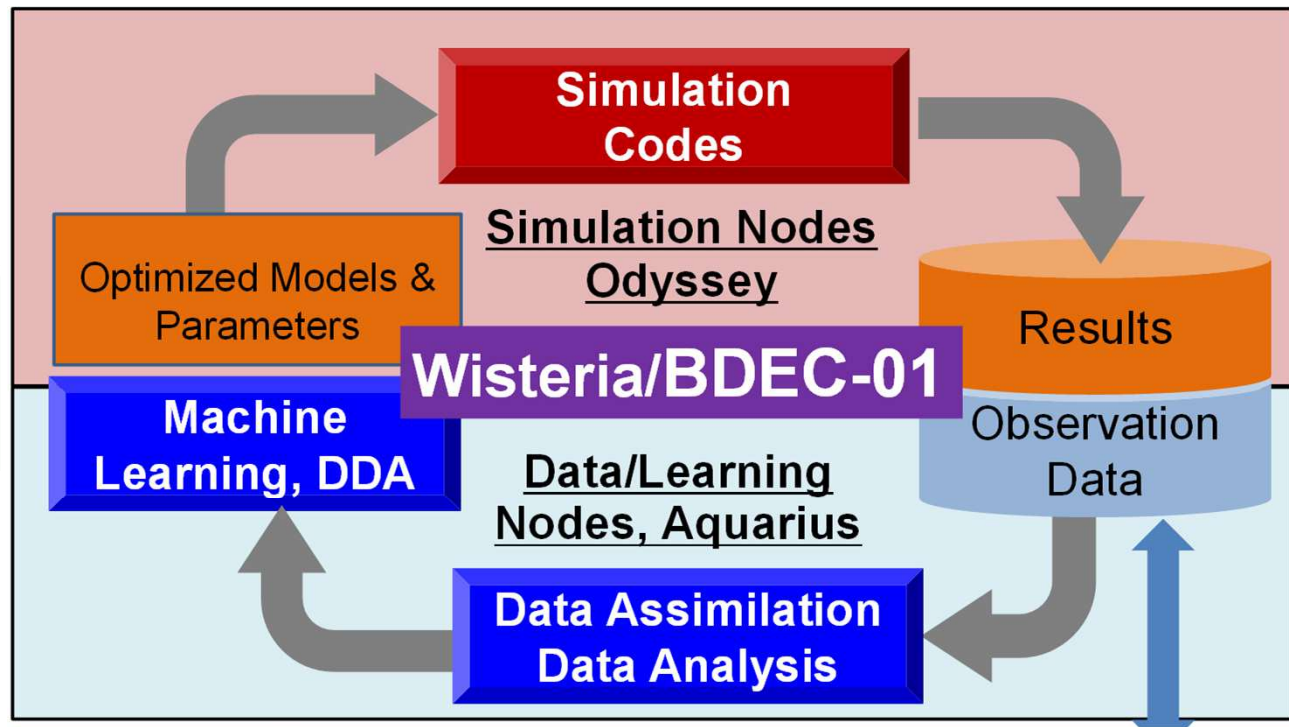 Simulation
Codes
Simulation Nodes
Odyssey
Optimized Models &
Parameters
Results
Wisteria/BDEC-01
Machine
Learning, DDA
Observation
Data
Data/Learning
Nodes, Aquarius
Data Assimilation
Data Analysis